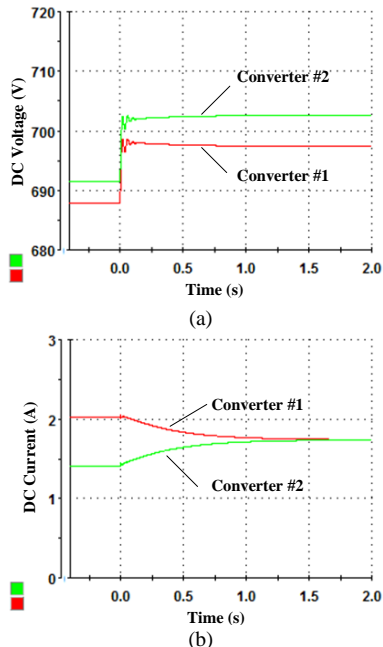 720
710
700
690
680
DC Voltage (V)
Converter #2
Converter #1
0.0 0.5 1.0 1.5 2.0
Time (s)
(a)
3
2
1
0
DC Current (A)
Converter #1
Converter #2
0.0 0.5 1.0 1.5 2.0
Time (s)
(b)